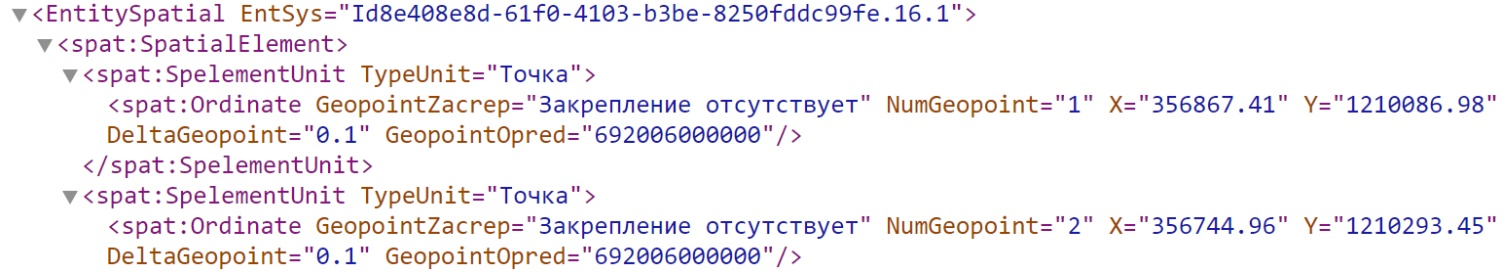 ▼<EntitySpatial EntSys="Id8e408e8d-61f0-4103-b3be-8250fddc99fe.16.1">
▼<spat:SpatialElement>
▼<spat:SpelementUnit TypeUnit="Точка">
<spat:Ordinate GeopointZacrep="Закрепление отсутствует" NumGeopoint="1" X="356867.41" Y="1210086.98"
DeltaGeopoint="0.1" GeopointOpred="692006000000"/>
</spat:SpelementUnit>
▼<spat:SpelementUnit TypeUnit="Точка">
<spat:Ordinate GeopointZacrep="Закрепление отсутствует" NumGeopoint="2" X="356744.96" Y="1210293.45"
DeltaGeopoint="0.1" GeopointOpred="692006000000"/>